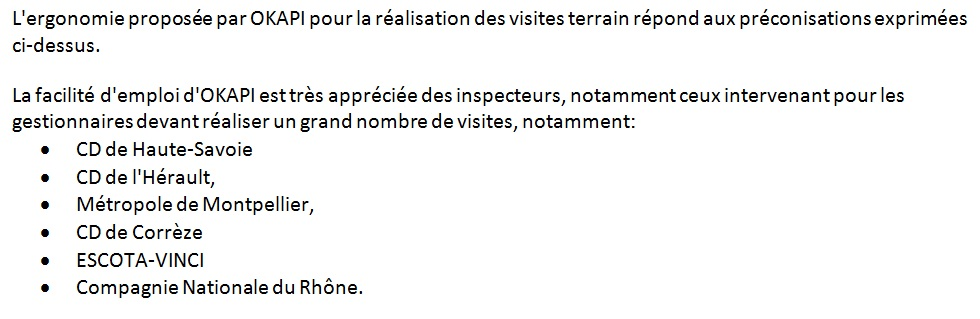 L'ergonomie proposée par OKAPI pour la réalisation des visites terrain répond aux préconisations exprimées
ci-dessus.
La facilité d'emploi d'OKAPI est très appréciée des inspecteurs, notamment ceux intervenant pour les
gestionnaires devant réaliser un grand nombre de visites, notamment:
• CD de Haute-Savoie
• CD de l'Hérault,
• Métropole de Montpellier,
• CD de Corrèze
• ESCOTA-VINCI
• Compagnie Nationale du Rhône.